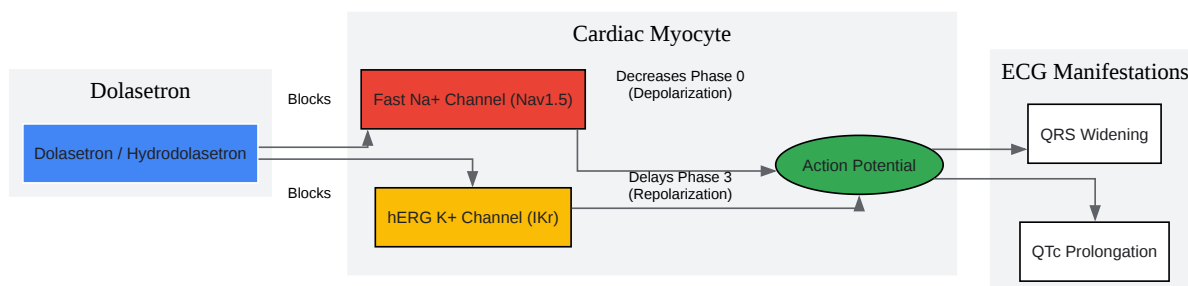 Cardiac Myocyte
ECG Manifestations
Dolasetron
Blocks
Fast Na+ Channel (Nav1.5)
Decreases Phase 0
(Depolarization)
QRS Widening
Dolasetron / Hydrodolasetron
Action Potential
Blocks
Delays Phase 3
(Repolarization)
hERG K+ Channel (IKr)
QTc Prolongation